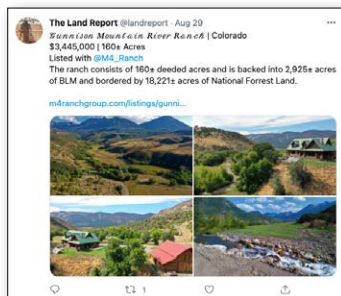 The Land Report @landreport · Aug 29
𝒢𝓊𝓃𝓃𝒾𝓈𝑜𝓃 𝑀𝑜𝓊𝓃𝓉𝒶𝒾𝓃 𝑅𝒾𝓋𝑒𝓇 𝑅𝒶𝓃𝒸𝒽 | Colorado
$3,445,000 | 160± Acres
Listed with @M4_Ranch
The ranch consists of 160± deeded acres and is backed into 2,925± acres
of BLM and bordered by 18,221± acres of National Forrest Land.
m4ranchgroup.com/listings/gunni...
1